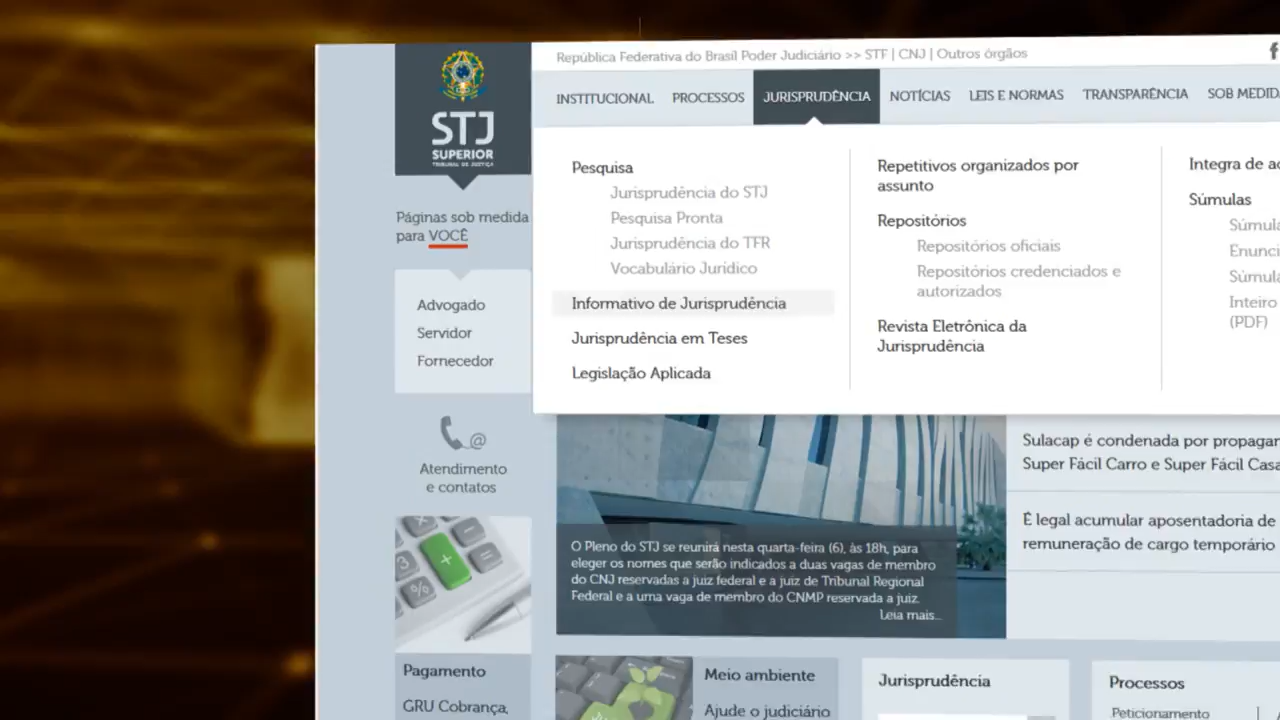 República Federativa do Brasil Poder Judiciário >> STF | CNJ | Outros órgãos
STJ
SUPERIOR
TRIBUNAL DE JUSTIÇA
INSTITUCIONAL PROCESSOS JURISPRUDÊNCIA NOTÍCIAS LEIS E NORMAS TRANSPARÊNCIA SOB MEDIDA
Páginas sob medida
para VOCÊ
Advogado
Servidor
Fornecedor
@
Atendimento
e contatos
Pesquisa
Jurisprudência do STJ
Pesquisa Pronta
Jurisprudência do TFR
Vocabulário Jurídico
Informativo de Jurisprudência
Jurisprudência em Teses
Legislação Aplicada
Repetitivos organizados por
assunto
Repositórios
Repositórios oficiais
Repositórios credenciados e
autorizados
Revista Eletrônica da
Jurisprudência
Integra de
Súmulas
Inteiro
(PDF)
O Pleno do STJ se reunirá nesta quarta-feira (6), às 18h, para
eleger os nomes que serão indicados a duas vagas de membro
do CNJ reservadas a juiz federal e a juiz de Tribunal Regional
Federal e a uma vaga de membro do CNMP reservada a juiz.
Leia mais...
Sulacap é condenada por
Super Fácil Carro e Super Fácil Casa
É legal acumular aposentadoria de
remuneração de cargo temporário
Pagamento
GRU Cobrança,
Meio ambiente
Ajude o judiciário
Jurisprudência
Processos
Peticionamento